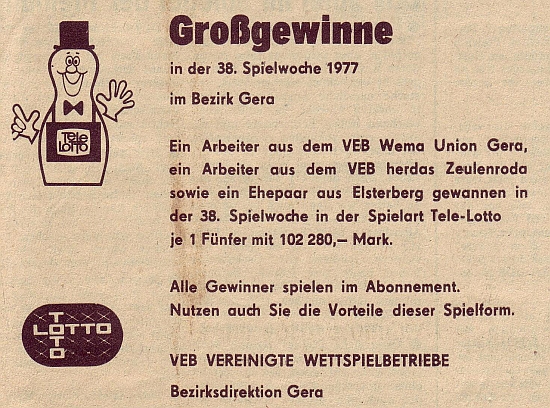 Großgewinne
in der 38. Spielwoche 1977
im Bezirk Gera
Ein Arbeiter aus dem VEB Wema Union Gera,
ein Arbeiter aus dem VEB herdas Zeulenroda
sowie ein Ehepaar aus Elsterberg gewannen in
der 38. Spielwoche in der Spielart Tele-Lotto
je 1 Fünfer mit 102 280,– Mark.
Alle Gewinner spielen im Abonnement.
Nutzen auch Sie die Vorteile dieser Spielform.
VEB VEREINIGTE WETTSPIELBETRIEBE
Bezirksdirektion Gera
TELE
LOTTO
LOTTO
TOTO